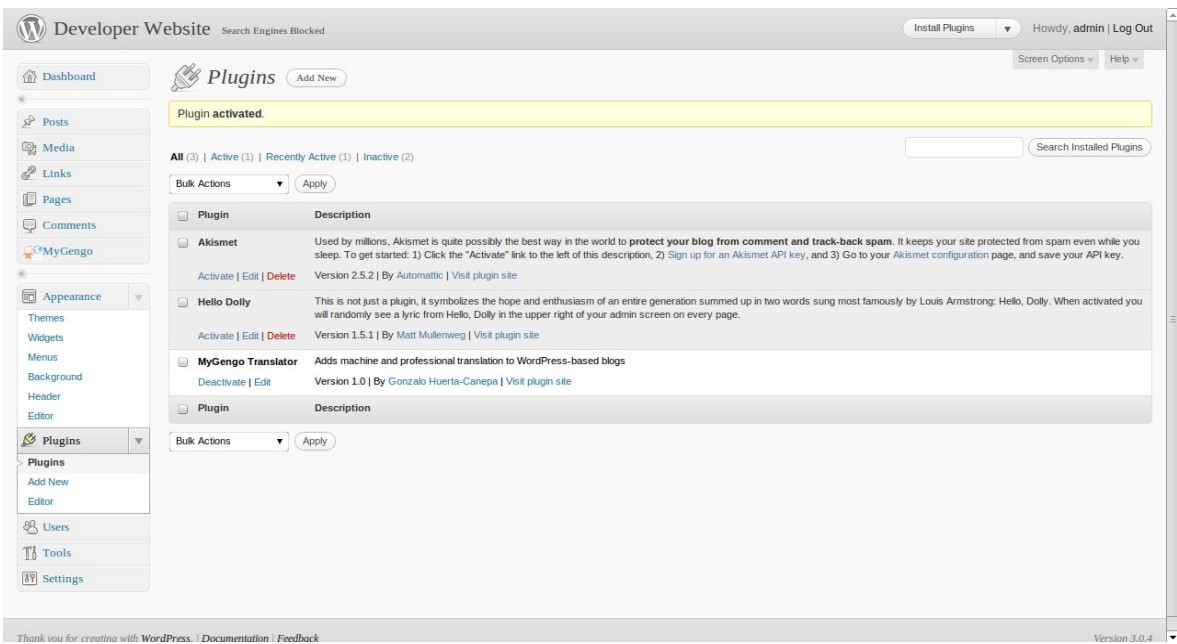 Developer Website Search Engines Blocked
Install Plugins
Howdy, admin | Log Out
Screen Options Help
Dashboard
Posts
Media
Links
Pages
Comments
MyGengo
Appearance
Themes
Widgets
Menus
Background
Header
Editor
Plugins
Plugins
Add New
Editor
Users
Tools
Settings
Plugins Add New
Plugin activated.
All (3) | Active (1) | Recently Active (1) | Inactive (2)
Search Installed Plugins
Bulk Actions Apply
Plugin Description
Akismet
Used by millions, Akismet is quite possibly the best way in the world to protect your blog from comment and track-back spam. It keeps your site protected from spam even while you
sleep. To get started: 1) Click the "Activate" link to the left of this description, 2) Sign up for an Akismet API key, and 3) Go to your Akismet configuration page, and save your API key.
Activate | Edit | Delete Version 2.5.2 | By Automattic | Visit plugin site
Hello Dolly
This is not just a plugin, it symbolizes the hope and enthusiasm of an entire generation summed up in two words sung most famously by Louis Armstrong: Hello, Dolly. When activated you
will randomly see a lyric from Hello, Dolly in the upper right of your admin screen on every page.
Activate | Edit | Delete Version 1.5.1 | By Matt Mullenweg | Visit plugin site
MyGengo Translator Adds machine and professional translation to WordPress-based blogs
Deactivate | Edit Version 1.0 | By Gonzalo Huerta-Canepa | Visit plugin site
Plugin Description
Bulk Actions Apply
Thank you for creating with WordPress. | Documentation | Feedback
Version 3.0.4